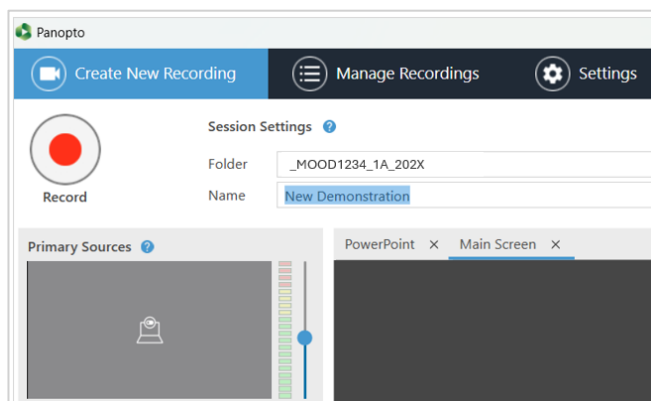 Panopto
Create New Recording Manage Recordings Settings
Session Settings ?
Folder _MOOD1234_1A_202X
Record Name New Demonstration
Primary Sources ? PowerPoint X Main Screen X